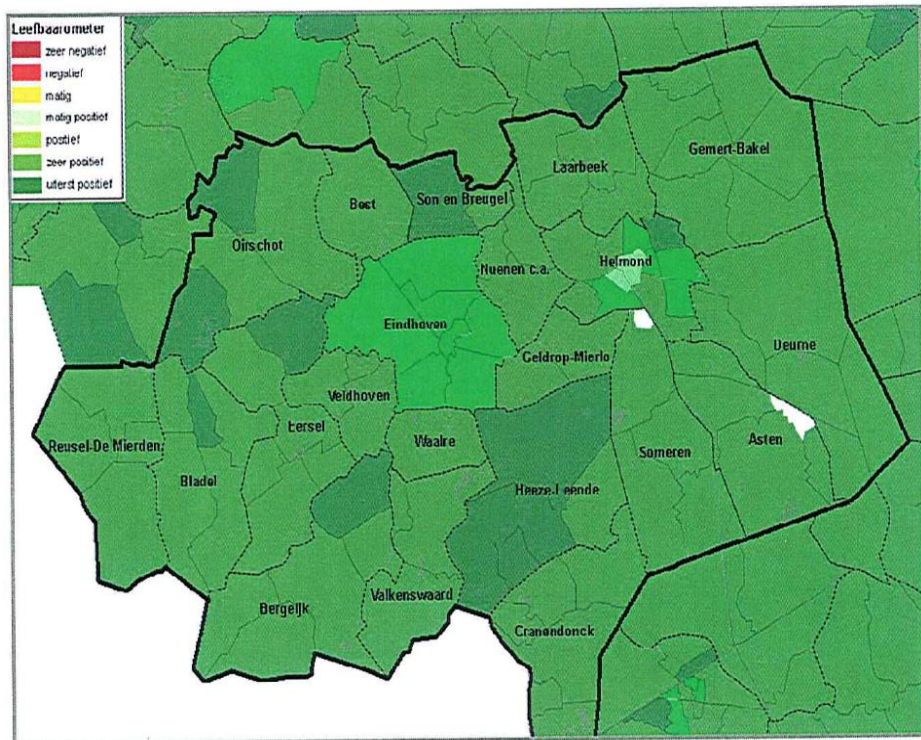 Leefbaarometer
zeer negatief
negatief
matig
matig positief
positief
zeer positief
uiterst positief
Gemert-Bakel
Laarbeek
Best
Son en Breugel
Oirschot
Nuenen c.a.
Helmond
Eindhoven
Geldrop-Mierlo
Deurne
Veldhoven
Eersel
Waalre
Reusel-De Mierden
Bladel
Someren
Asten
Heeze-Leende
Bergeijk
Valkenswaard
Cranendonck